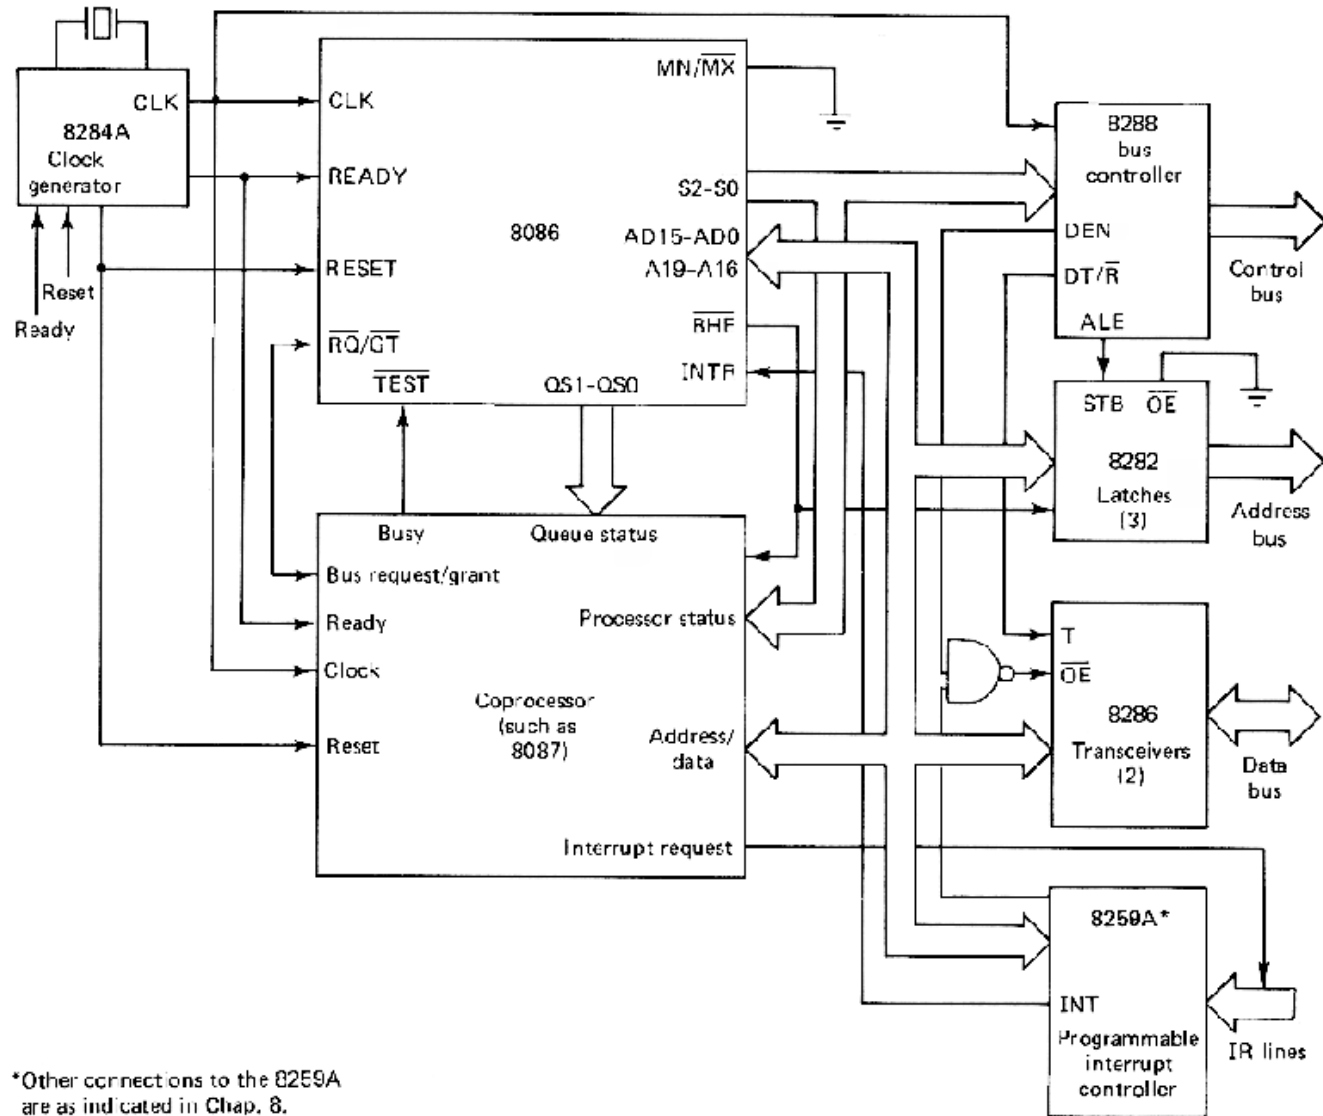 CLK
8284A
Clock
generator
Reset
Ready
CLK
READY
RESET
RQ/GT
TEST
8086
QS1-QS0
MN/MX
S2-S0
AD15-AD0
A19-A16
BHE
INTR
8288
bus
controller
DEN
DT/R
ALE
Control
bus
STB OE
8282
Latches
(3)
Address
bus
Busy
Queue status
Bus request/grant
Ready
Clock
Reset
Processor status
Coprocessor
(such as
8087)
Address/
data
Interrupt request
T
OE
8286
Transceivers
(2)
Data
bus
8259A*
INT
Programmable
interrupt
controller
IR lines
*Other connections to the 8259A
are as indicated in Chap. 8.